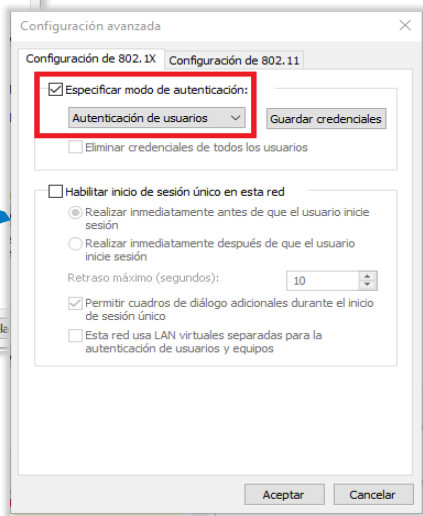 Configuración avanzada
Configuración de 802.1X
Configuración de 802.11
Especificar modo de autenticación:
Autenticación de usuarios
Guardar credenciales
Eliminar credenciales de todos los usuarios
Habilitar inicio de sesión único en esta red
Realizar inmediatamente antes de que el usuario inicie
sesión
Realizar inmediatamente después de que el usuario
inicie sesión
Retraso máximo (segundos):
10
Permitir cuadros de diálogo adicionales durante el inicio
de sesión único
Esta red usa LAN virtuales separadas para la
autenticación de usuarios y equipos
Aceptar
Cancelar